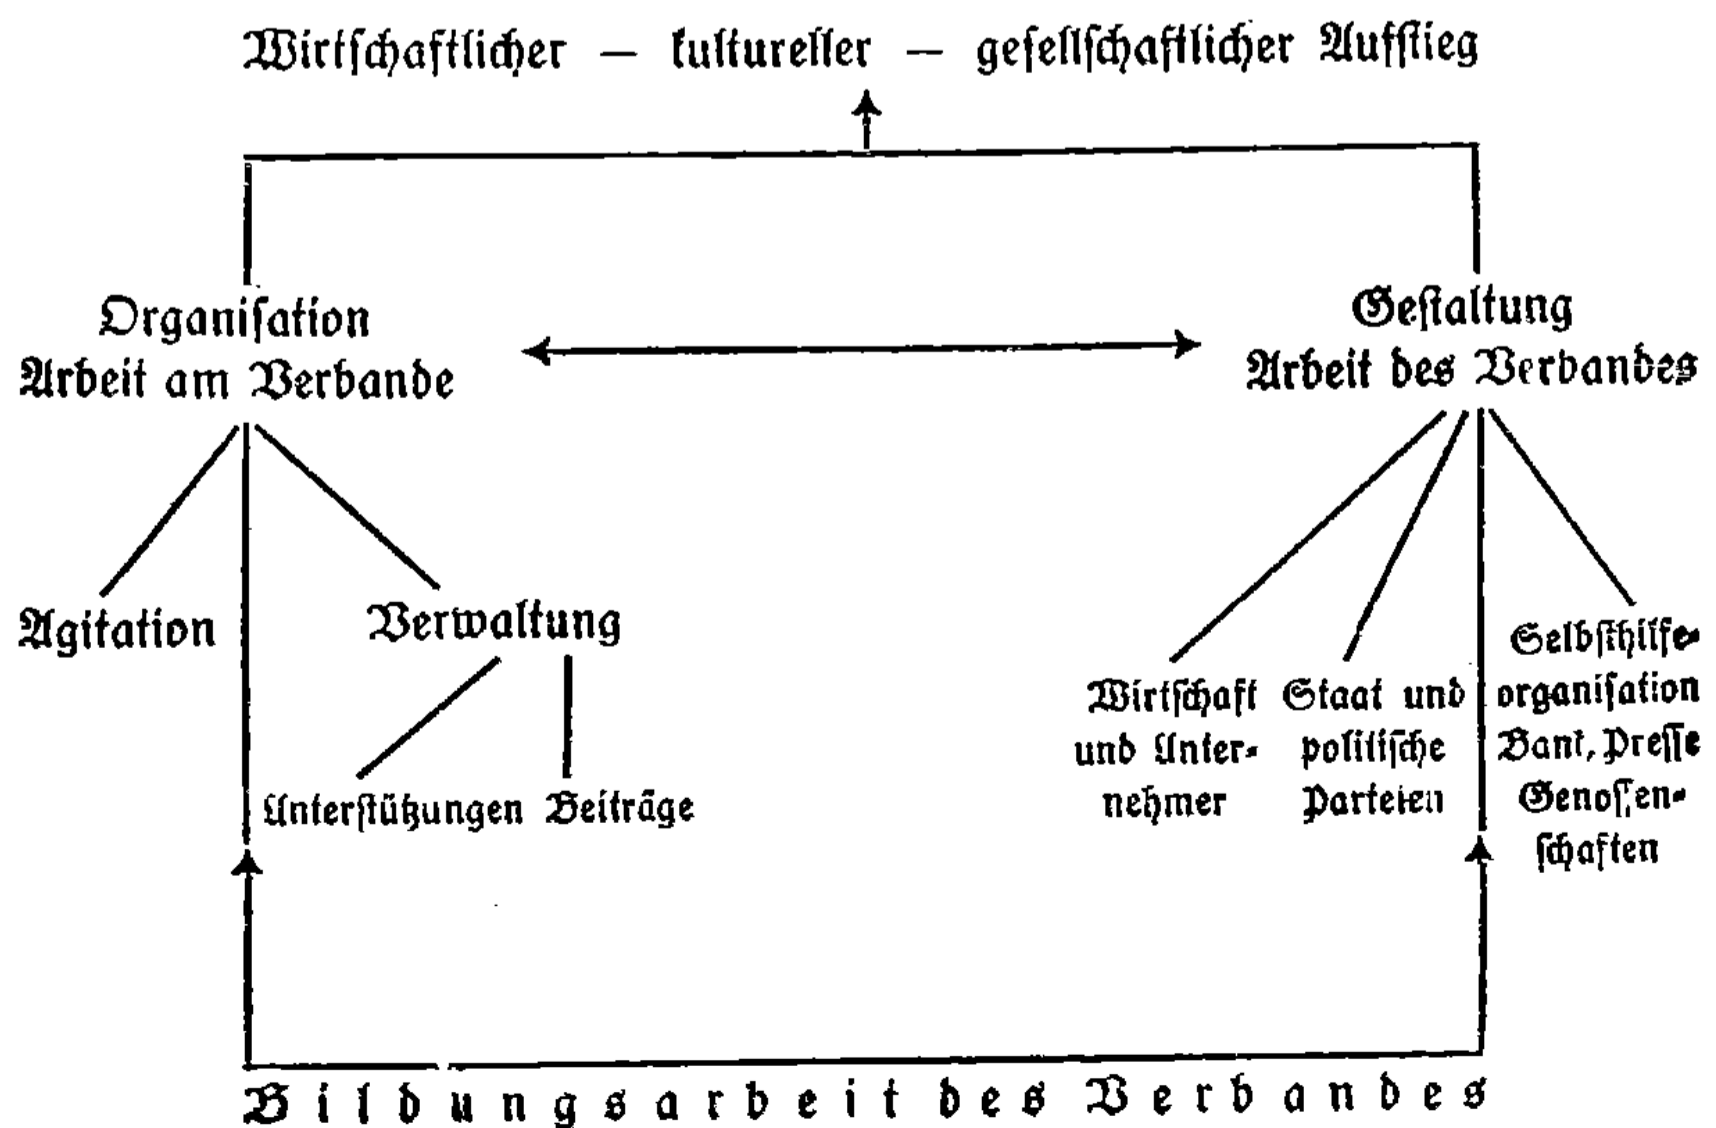 Wirtſchaftlicher — kultureller — geſellſchaftlicher Aufſtieg
Organiſation
Arbeit am Verbande
Geſtaltung
Arbeit des Verbandes
Agitation
Verwaltung
Unterſtützungen
Beiträge
Wirtſchaft
und Unter-
nehmer
Staat und
politiſche
Parteien
Selbſthilfe-
organiſation
Bank, Preſſe
Genoſſen-
ſchaften
Bildungsarbeit des Verbandes